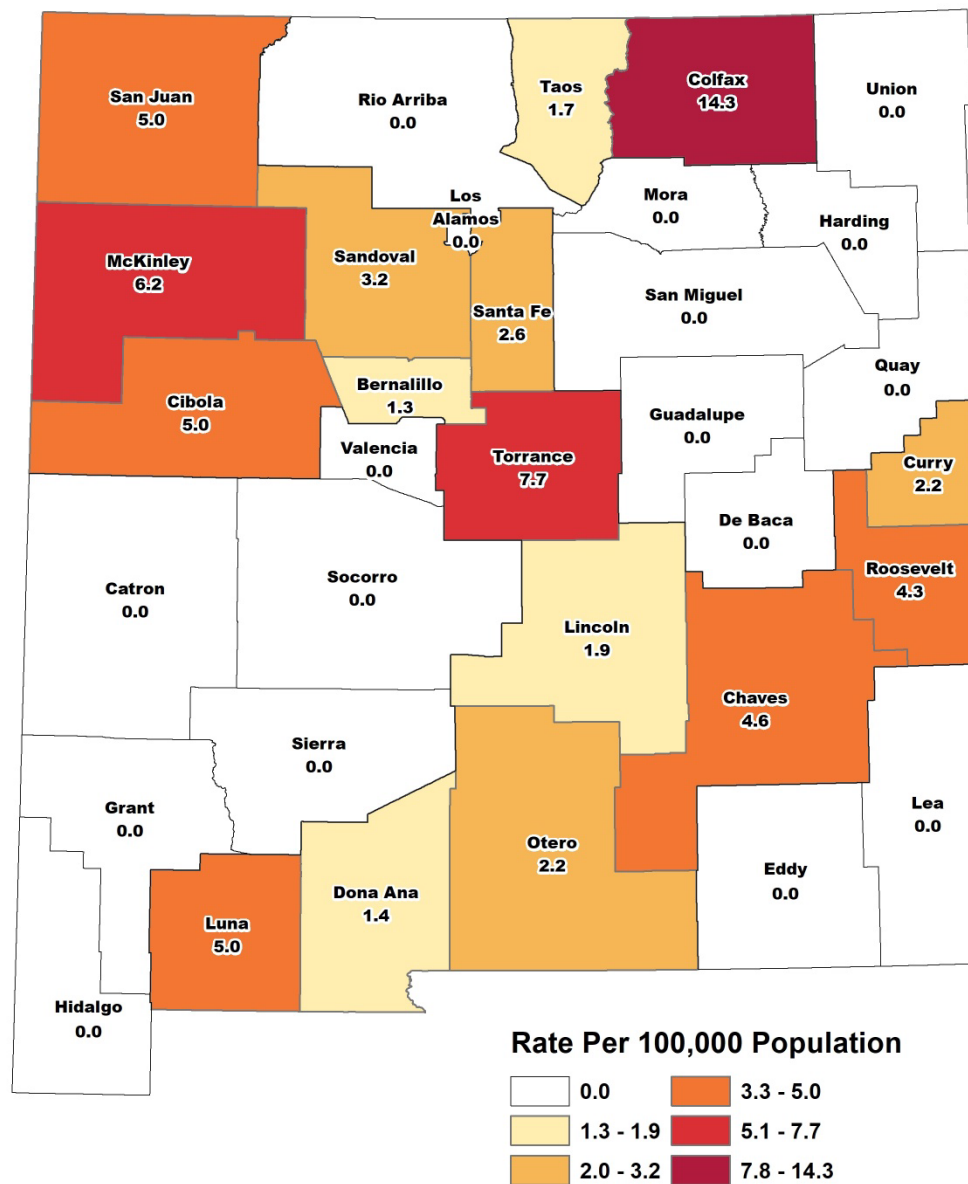 San Juan
5.0
Rio Arriba
0.0
Taos
1.7
Colfax
14.3
Union
0.0
Los
Alamos
0.0
Mora
0.0
Harding
0.0
McKinley
6.2
Sandoval
3.2
Santa Fe
2.6
San Miguel
0.0
Quay
0.0
Cibola
5.0
Bernalillo
1.3
Guadalupe
0.0
Valencia
0.0
Torrance
7.7
Curry
2.2
De Baca
0.0
Roosevelt
4.3
Catron
0.0
Socorro
0.0
Lincoln
1.9
Chaves
4.6
Sierra
0.0
Grant
0.0
Lea
0.0
Otero
2.2
Eddy
0.0
Dona Ana
1.4
Luna
5.0
Hidalgo
0.0
Rate Per 100,000 Population
0.0
1.3 - 1.9
2.0 - 3.2
3.3 - 5.0
5.1 - 7.7
7.8 - 14.3